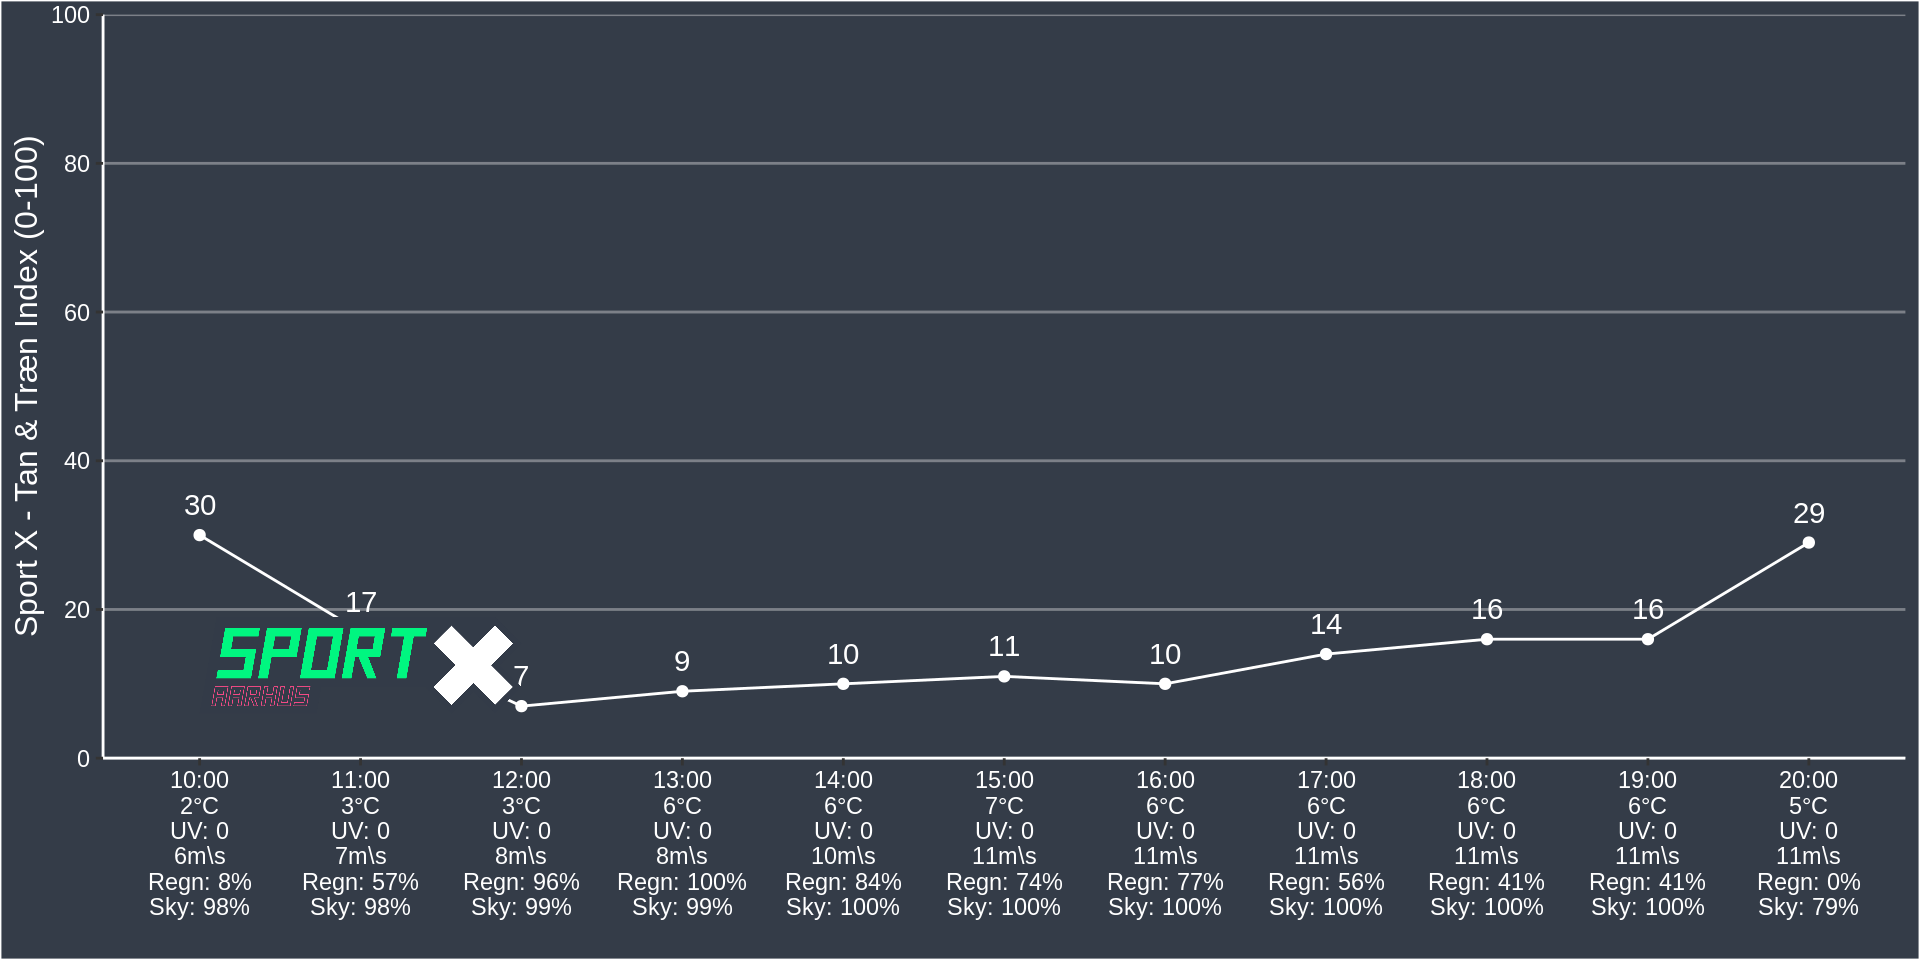 Sport X - Tan & Træn Index (0-100)
100
80
60
40
20
0
30
17
7
9
10
11
10
14
16
16
29
SPORT X
AARHUS
10:00 11:00 12:00 13:00 14:00 15:00 16:00 17:00 18:00 19:00 20:00
2°C 3°C 3°C 6°C 6°C 7°C 6°C 6°C 6°C 6°C 5°C
UV: 0 UV: 0 UV: 0 UV: 0 UV: 0 UV: 0 UV: 0 UV: 0 UV: 0 UV: 0 UV: 0
6m\s 7m\s 8m\s 8m\s 10m\s 11m\s 11m\s 11m\s 11m\s 11m\s 11m\s
Regn: 8% Regn: 57% Regn: 96% Regn: 100% Regn: 84% Regn: 74% Regn: 77% Regn: 56% Regn: 41% Regn: 41% Regn: 0%
Sky: 98% Sky: 98% Sky: 99% Sky: 99% Sky: 100% Sky: 100% Sky: 100% Sky: 100% Sky: 100% Sky: 100% Sky: 79%